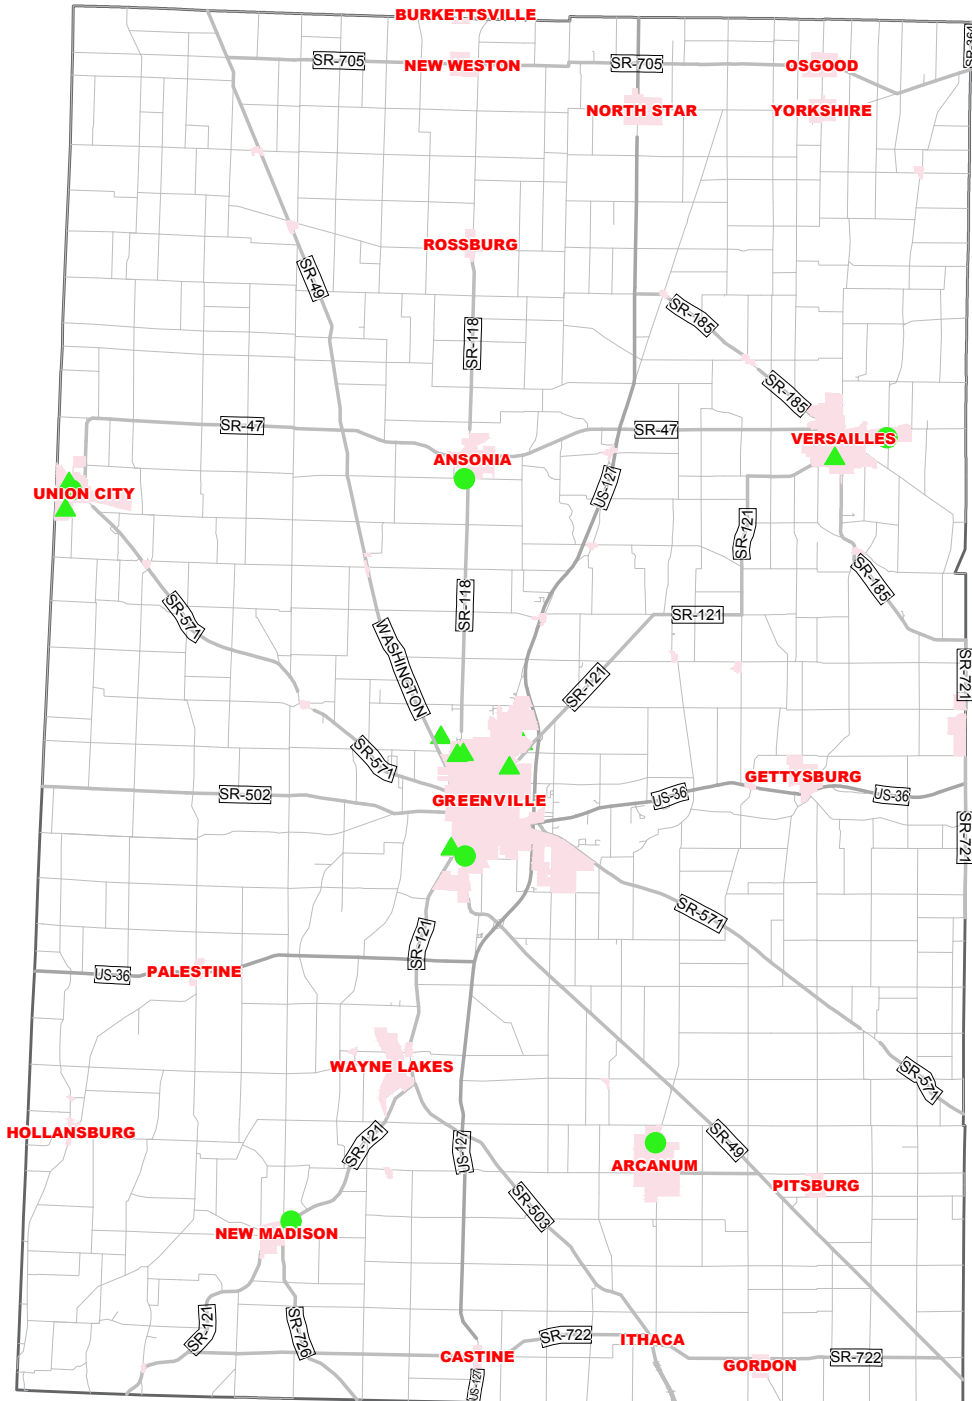 BURKETTSVILLE
SR-364
SR-705
NEW WESTON
SR-705
OSGOOD
NORTH STAR
YORKSHIRE
ROSSBURG
SR-49
SR-118
SR-185
SR-185
SR-47
SR-47
VERSAILLES
ANSONIA
US-127
UNION CITY
SR-121
SR-185
SR-571
SR-118
SR-121
WASHINGTON
SR-121
SR-721
SR-571
GETTYSBURG
SR-502
GREENVILLE
US-36
US-36
SR-721
SR-571
SR-121
US-36
PALESTINE
WAYNE LAKES
SR-571
HOLLANSBURG
SR-121
US-127
SR-49
ARCANUM
PITSBURG
SR-503
NEW MADISON
SR-121
SR-726
SR-722
ITHACA
CASTINE
GORDON
SR-722
US-127